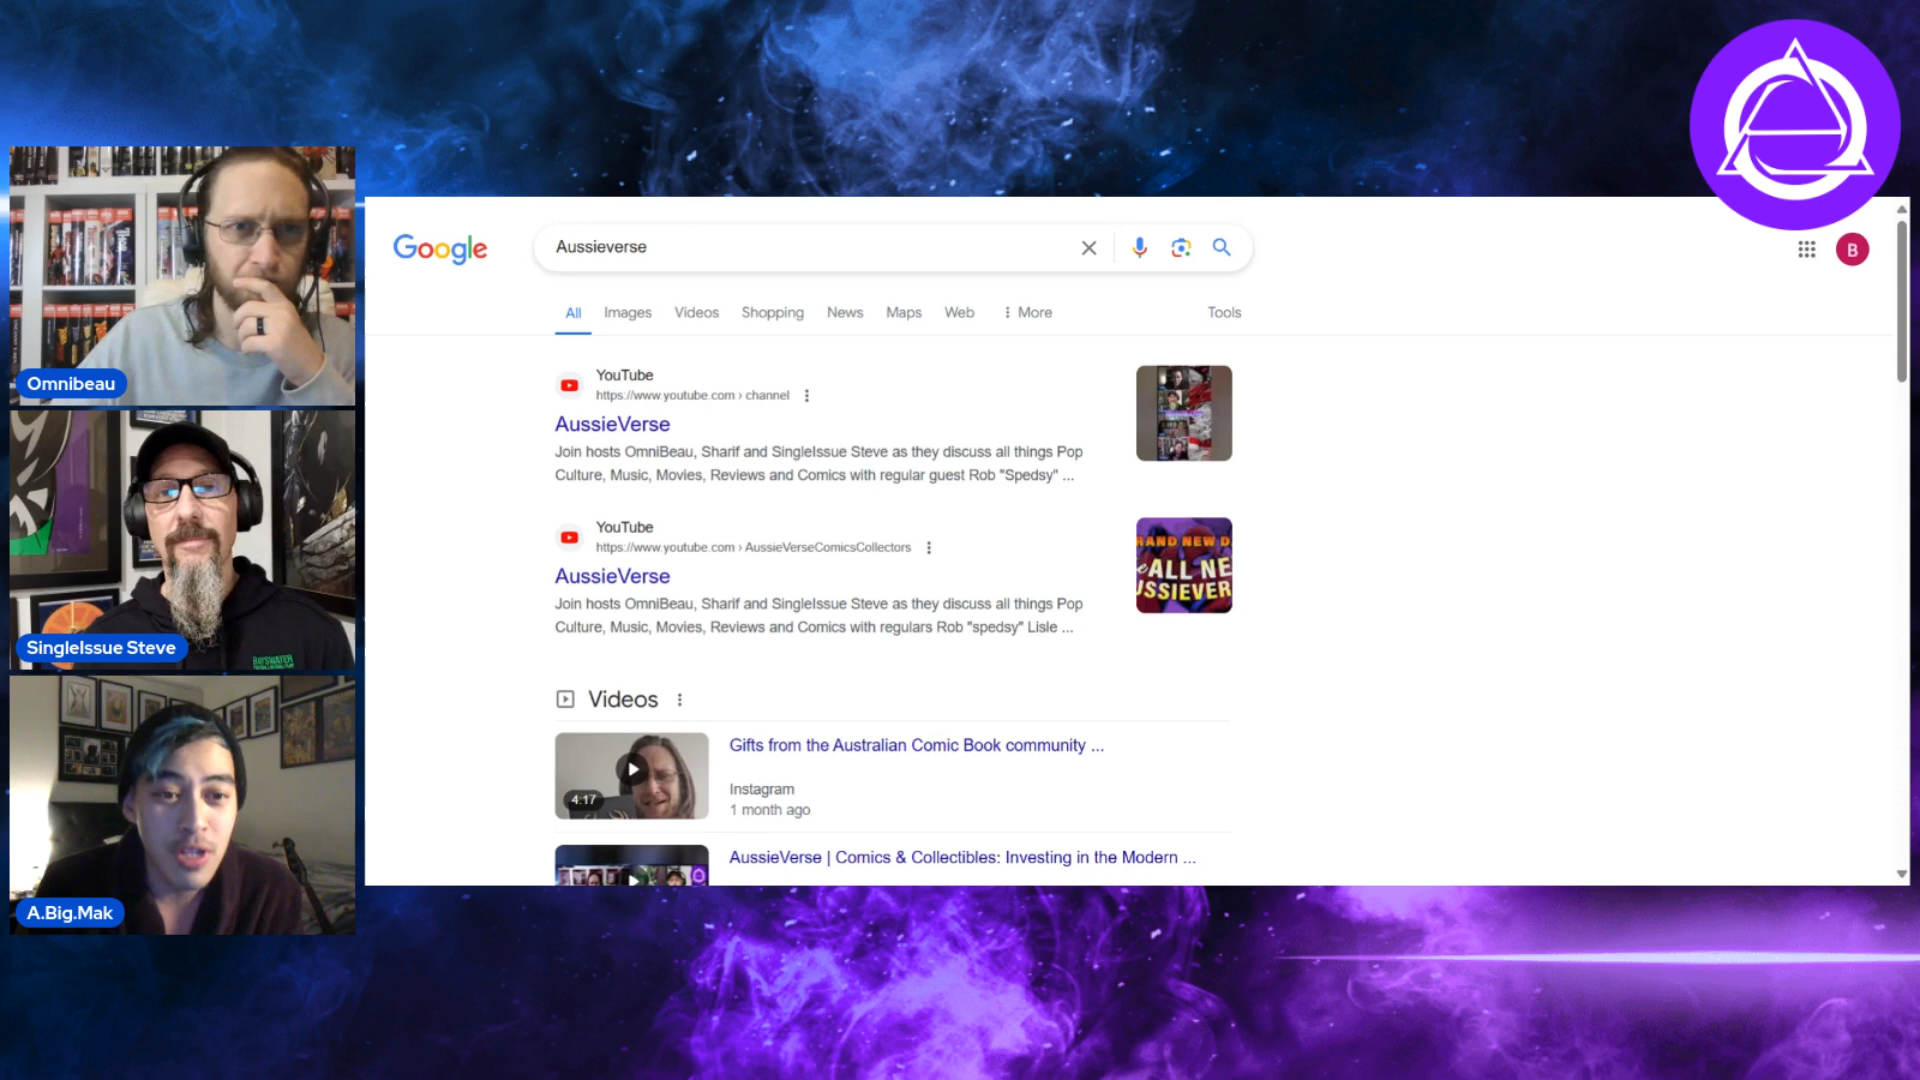 Omnibeau
SingleIssue Steve
BAYSWATER
A.Big.Mak
Google
Aussieverse
B
All
Images
Videos
Shopping
News
Maps
Web
More
Tools
YouTube
https://www.youtube.com › channel
AussieVerse
Join hosts OmniBeau, Sharif and SingleIssue Steve as they discuss all things Pop
Culture, Music, Movies, Reviews and Comics with regular guest Rob "Spedsy" ...
YouTube
https://www.youtube.com › AussieVerseComicsCollectors
AussieVerse
Join hosts OmniBeau, Sharif and SingleIssue Steve as they discuss all things Pop
Culture, Music, Movies, Reviews and Comics with regulars Rob "spedsy" Lisle ...
RAND NEW D
ALL NE
USSIEVER
Videos
4:17
Gifts from the Australian Comic Book community ...
Instagram
1 month ago
AussieVerse | Comics & Collectibles: Investing in the Modern ...